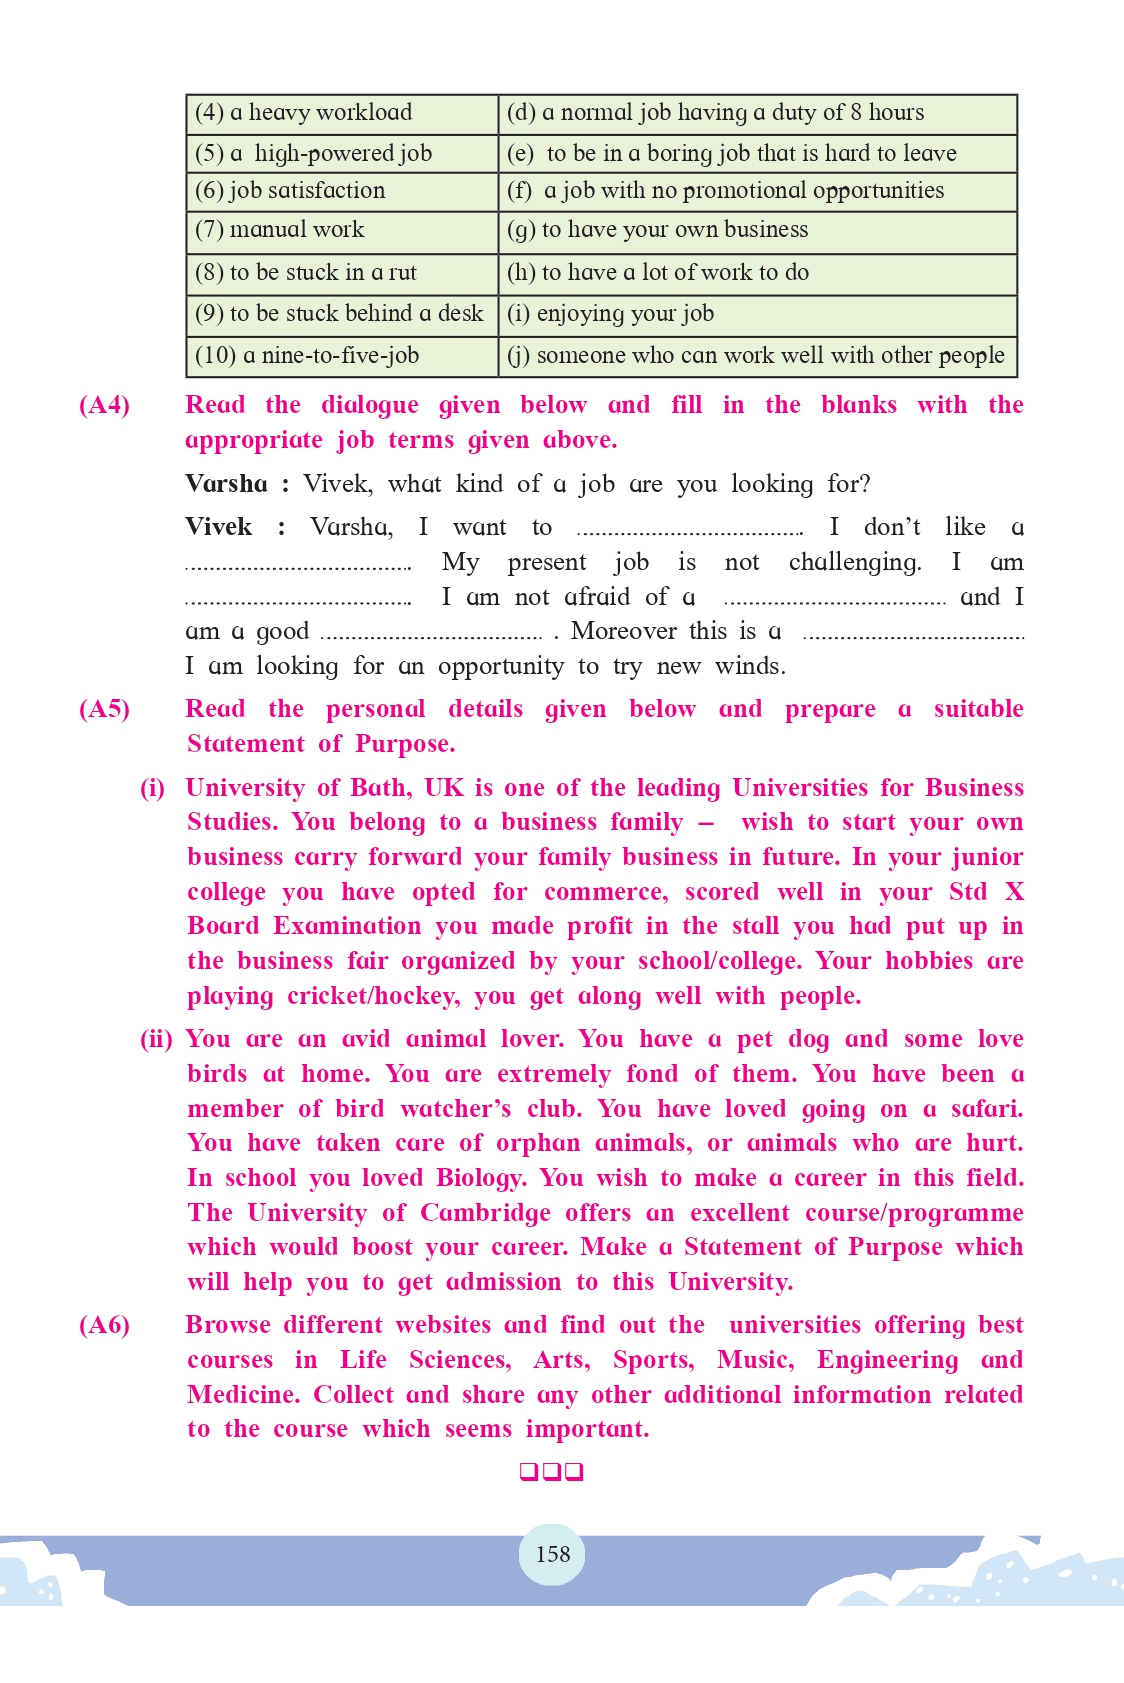 (4) a heavy workload (d) a normal job having a duty of 8 hours
(5) a high-powered job (e) to be in a boring job that is hard to leave
(6) job satisfaction (f) a job with no promotional opportunities
(7) manual work (g) to have your own business
(8) to be stuck in a rut (h) to have a lot of work to do
(9) to be stuck behind a desk (i) enjoying your job
(10) a nine-to-five-job (j) someone who can work well with other people
(A4) Read the dialogue given below and fill in the blanks with the
appropriate job terms given above.
Varsha : Vivek, what kind of a job are you looking for?
Vivek : Varsha, I want to ...................................... I don’t like a
...................................... My present job is not challenging. I am
...................................... I am not afraid of a ..................................... and I
am a good ..................................... . Moreover this is a .....................................
I am looking for an opportunity to try new winds.
(A5) Read the personal details given below and prepare a suitable
Statement of Purpose.
(i) University of Bath, UK is one of the leading Universities for Business
Studies. You belong to a business family – wish to start your own
business carry forward your family business in future. In your junior
college you have opted for commerce, scored well in your Std X
Board Examination you made profit in the stall you had put up in
the business fair organized by your school/college. Your hobbies are
playing cricket/hockey, you get along well with people.
(ii) You are an avid animal lover. You have a pet dog and some love
birds at home. You are extremely fond of them. You have been a
member of bird watcher’s club. You have loved going on a safari.
You have taken care of orphan animals, or animals who are hurt.
In school you loved Biology. You wish to make a career in this field.
The University of Cambridge offers an excellent course/programme
which would boost your career. Make a Statement of Purpose which
will help you to get admission to this University.
(A6) Browse different websites and find out the universities offering best
courses in Life Sciences, Arts, Sports, Music, Engineering and
Medicine. Collect and share any other additional information related
to the course which seems important.
❑❑❑
158